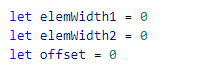 let elemWidth1 = 0
let elemWidth2 = 0
let offset = 0